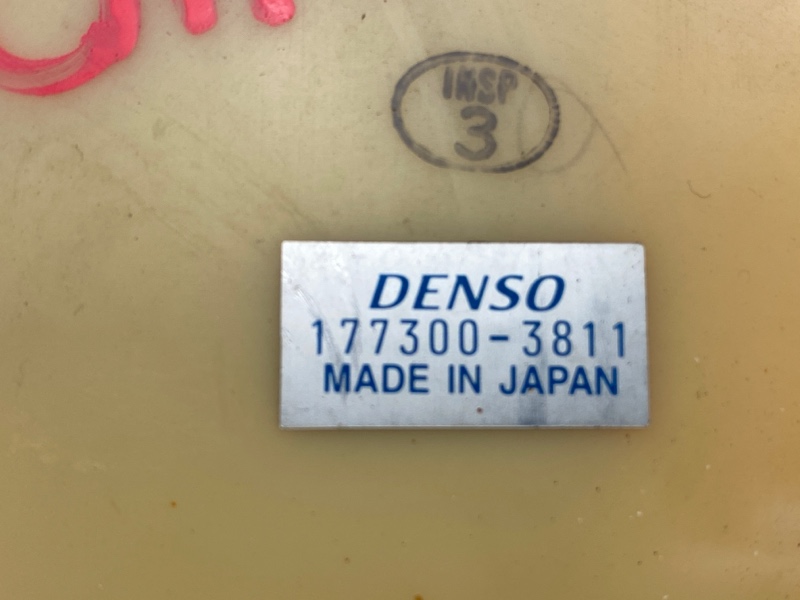 INSP
3
DENSO
177300-3811
MADE IN JAPAN